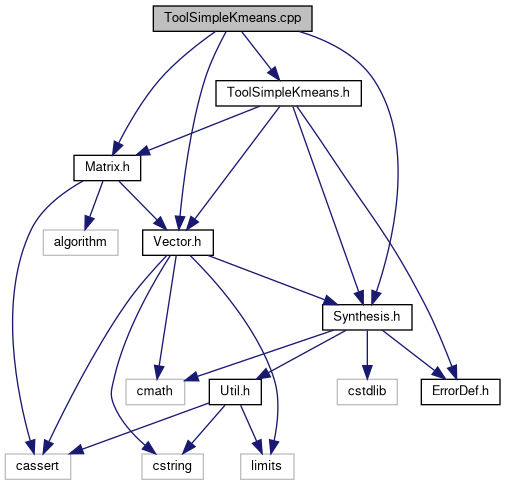 ToolSimpleKmeans.cpp
ToolSimpleKmeans.h
Matrix.h
algorithm
Vector.h
Synthesis.h
cmath
Util.h
cstdlib
ErrorDef.h
cassert
cstring
limits